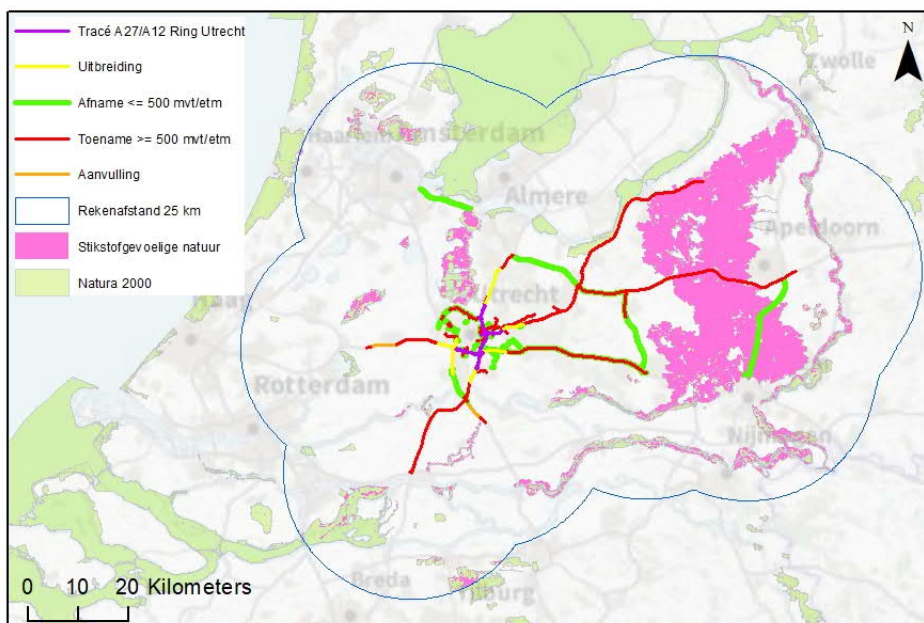 Tracé A27/A12 Ring Utrecht
Uitbreiding
Afname <= 500 mvt/etm
Toename >= 500 mvt/etm
Aanvulling
Rekenafstand 25 km
Stikstofgevoelige natuur
Natura 2000
N
Zwolle
Haarlem
Amsterdam
Almere
Apeldoorn
Utrecht
Rotterdam
Nijmegen
Breda
Tilburg
0 10 20 Kilometers